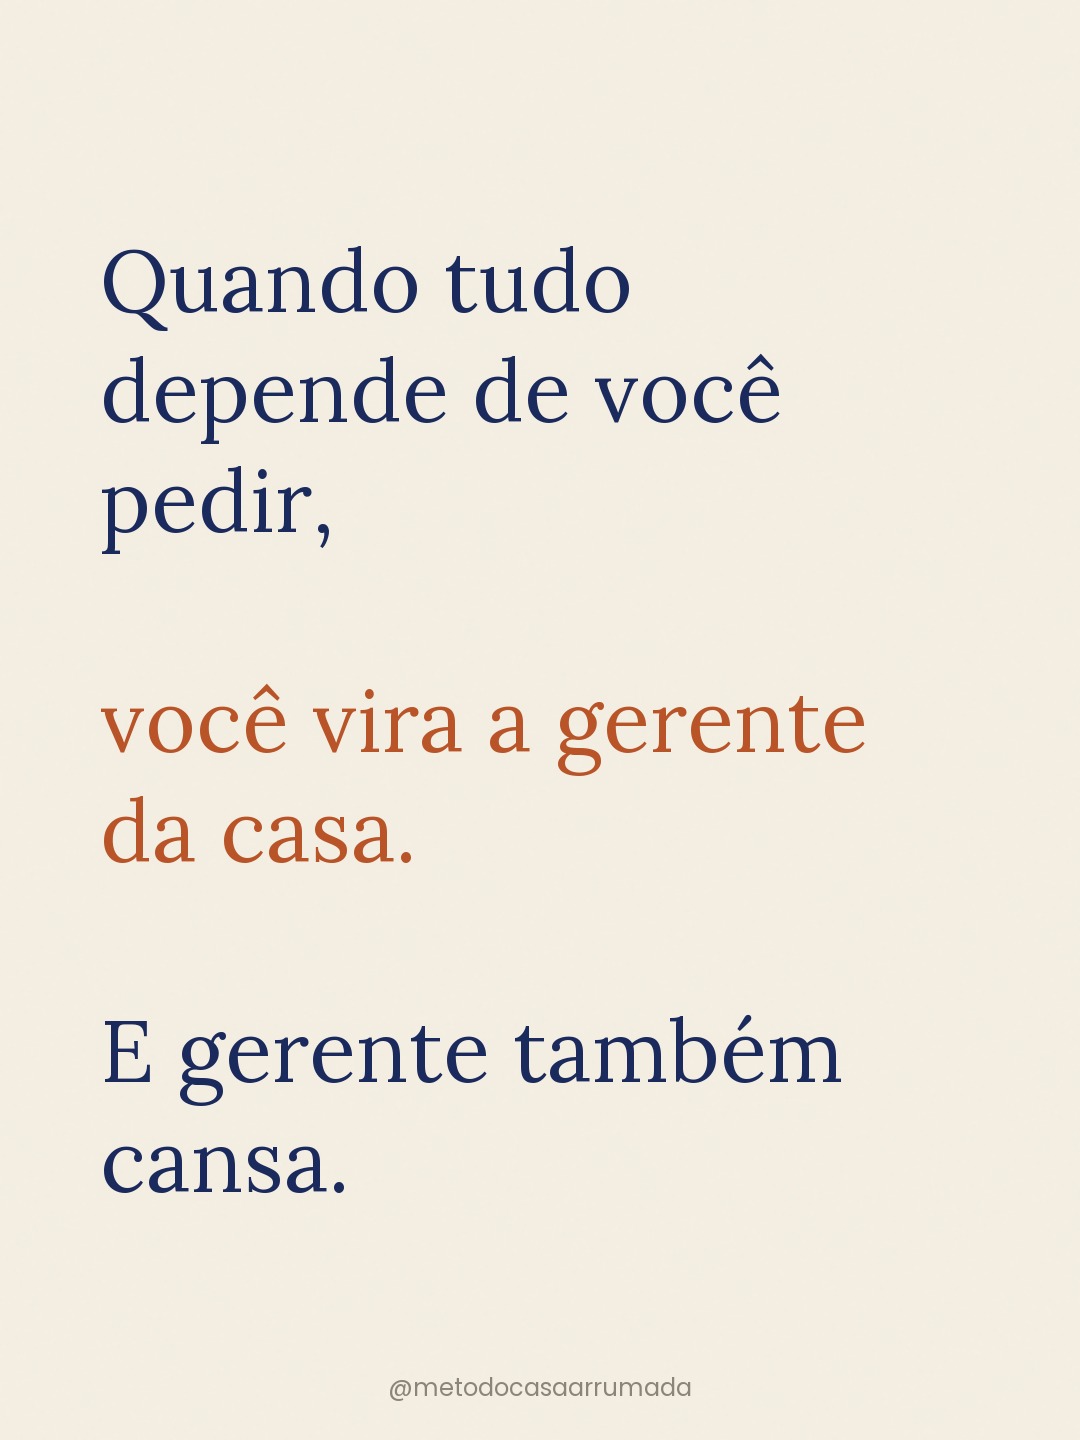 Quando tudo
depende de você
pedir,
você vira a gerente
da casa.
E gerente também
cansa.
@metodocasaarrumada